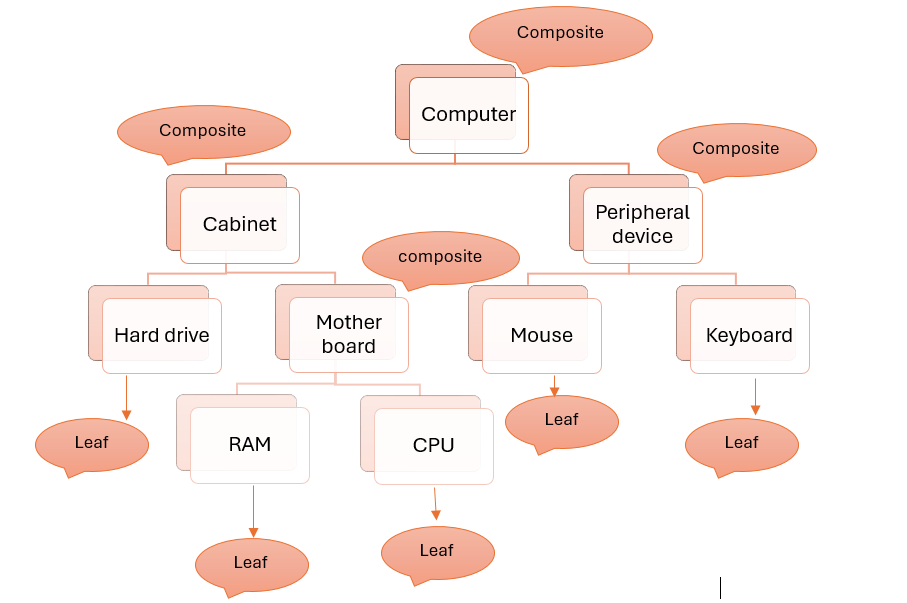 Composite
Computer
Composite
Composite
Cabinet
Peripheral
device
composite
Hard drive
Mother
board
Mouse
Keyboard
Leaf
RAM
CPU
Leaf
Leaf
Leaf
Leaf